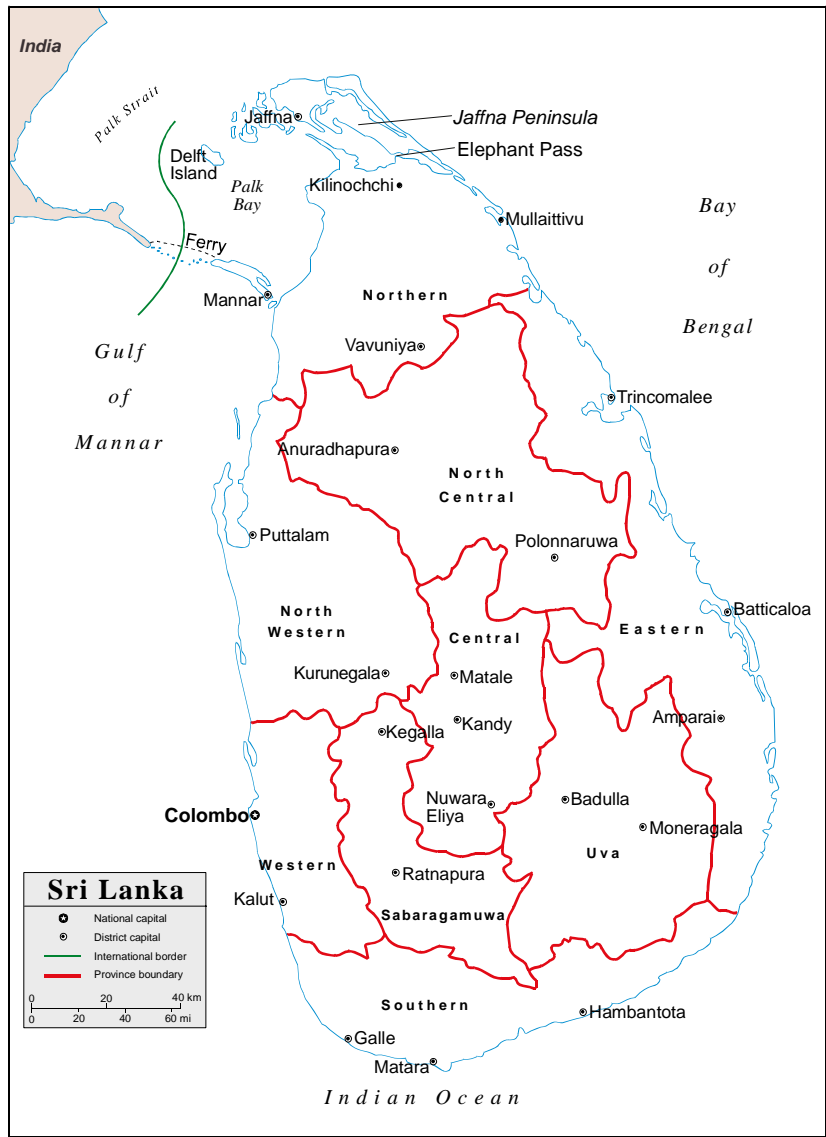 India
Palk Strait
Jaffna
Jaffna Peninsula
Elephant Pass
Delft
Island
Palk
Bay
Kilinochchi
Mullaittivu
Bay
of
Bengal
Ferry
Mannar
Northern
Gulf
of
Mannar
Vavuniya
Trincomalee
Anuradhapura
North
Central
Puttalam
Polonnaruwa
North
Western
Central
Eastern
Batticaloa
Kurunegala
Matale
Kegalla
Kandy
Amparai
Colombo
Nuwara
Eliya
Badulla
Moneragala
Uva
Western
Ratnapura
Kalut
Sabaragamuwa
Sri Lanka
National capital
District capital
International border
Province boundary
0 20 40 km
0 20 40 60 mi
Southern
Hambantota
Galle
Matara
Indian Ocean